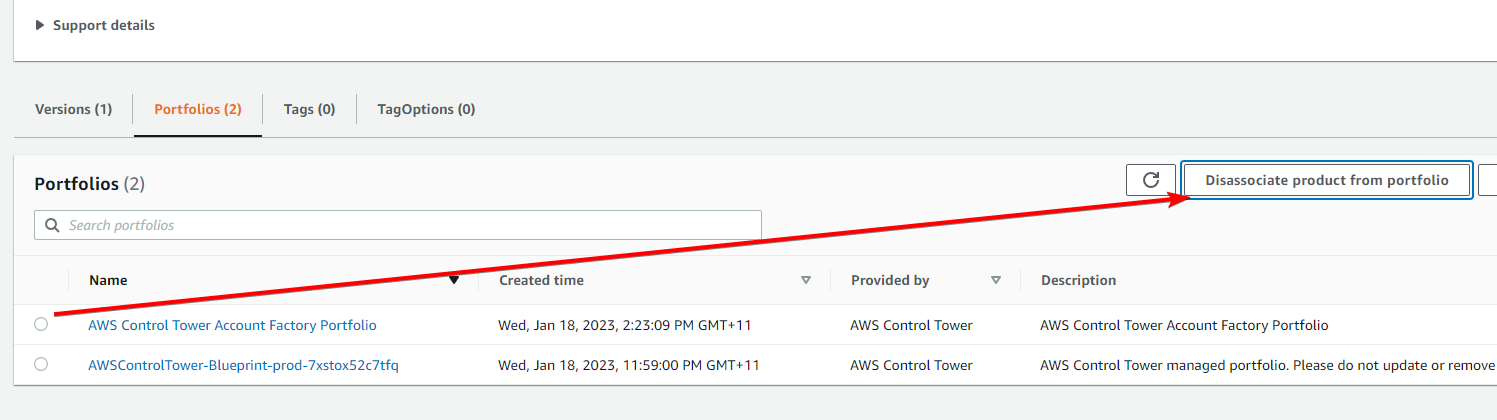 Support details
Versions (1) Portfolios (2) Tags (0) TagOptions (0)
Portfolios (2)
Disassociate product from portfolio
Search portfolios
Name Created time Provided by Description
AWS Control Tower Account Factory Portfolio Wed, Jan 18, 2023, 2:23:09 PM GMT+11 AWS Control Tower AWS Control Tower Account Factory Portfolio
AWSControlTower-Blueprint-prod-7xstox52c7tfq Wed, Jan 18, 2023, 11:59:00 PM GMT+11 AWS Control Tower AWS Control Tower managed portfolio. Please do not update or remove